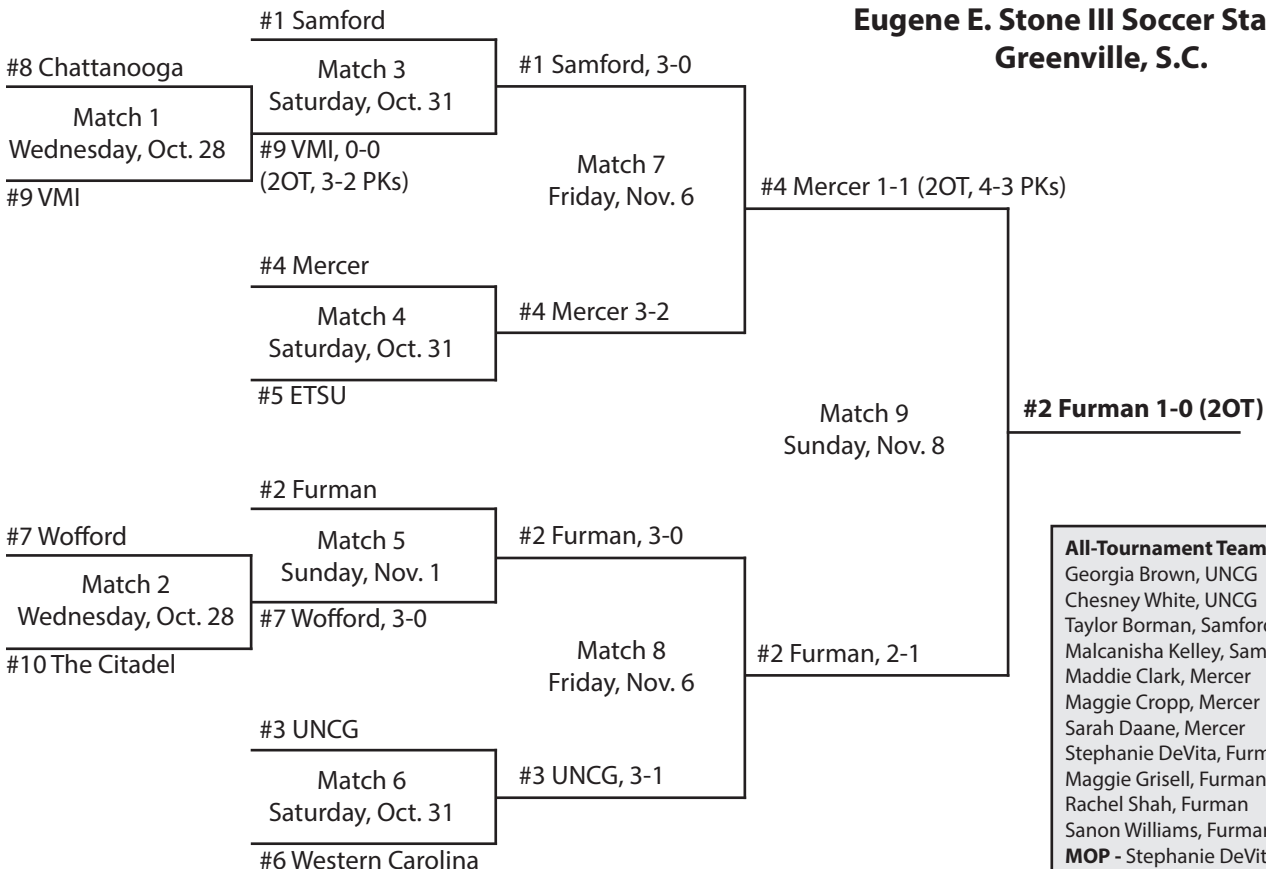 Eugene E. Stone III Soccer
Greenville, S.C.
#1 Samford
#8 Chattanooga
Match 3
Saturday, Oct. 31
#1 Samford, 3-0
Match 1
Wednesday, Oct. 28
#9 VMI, 0-0
(2OT, 3-2 PKs)
#9 VMI
Match 7
Friday, Nov. 6
#4 Mercer 1-1 (2OT, 4-3 PKs)
#4 Mercer
Match 4
Saturday, Oct. 31
#4 Mercer 3-2
#5 ETSU
Match 9
Sunday, Nov. 8
#2 Furman 1-0 (2OT)
#2 Furman
#7 Wofford
Match 5
Sunday, Nov. 1
#2 Furman, 3-0
Match 2
Wednesday, Oct. 28
#7 Wofford, 3-0
#10 The Citadel
Match 8
Friday, Nov. 6
#2 Furman, 2-1
#3 UNCG
Match 6
Saturday, Oct. 31
#3 UNCG, 3-1
#6 Western Carolina
All-Tournament Team
Georgia Brown, UNCG
Chesney White, UNCG
Taylor Borman, Samford
Malcanisha Kelley,
Maddie Clark, Mercer
Maggie Cropp, Mercer
Sarah Daane, Mercer
Stephanie DeVita,
Maggie Grisell, Furman
Rachel Shah, Furman
Sanon Williams, Furman
MOP - Stephanie